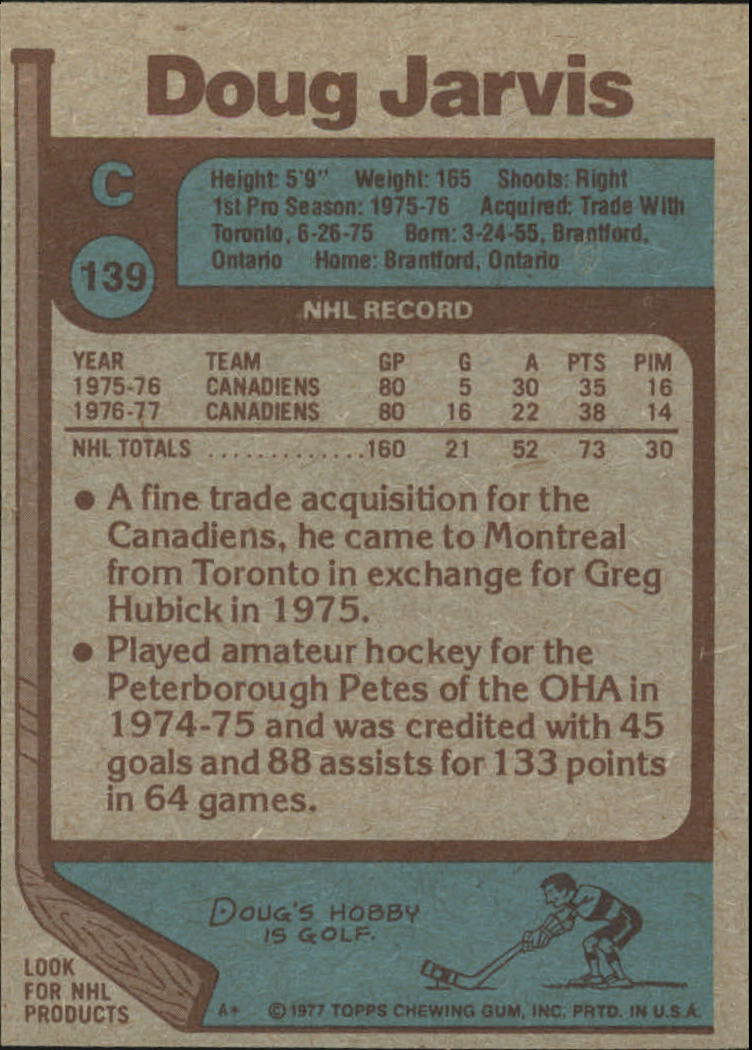 Doug Jarvis
C
139
Height: 5'9" Weight: 165 Shoots: Right
1st Pro Season: 1975-76 Acquired: Trade With
Toronto, 6-26-75 Born: 3-24-55, Brantford,
Ontario Home: Brantford, Ontario
NHL RECORD
YEAR TEAM GP G A PTS PIM
1975-76 CANADIENS 80 5 30 35 16
1976-77 CANADIENS 80 16 22 38 14
NHL TOTALS .............160 21 52 73 30
● A fine trade acquisition for the
Canadiens, he came to Montreal
from Toronto in exchange for Greg
Hubick in 1975.
● Played amateur hockey for the
Peterborough Petes of the OHA in
1974-75 and was credited with 45
goals and 88 assists for 133 points
in 64 games.
DOUG'S HOBBY
IS GOLF.
LOOK
FOR NHL
PRODUCTS
A* © 1977 TOPPS CHEWING GUM, INC. PRTD. IN U.S.A.